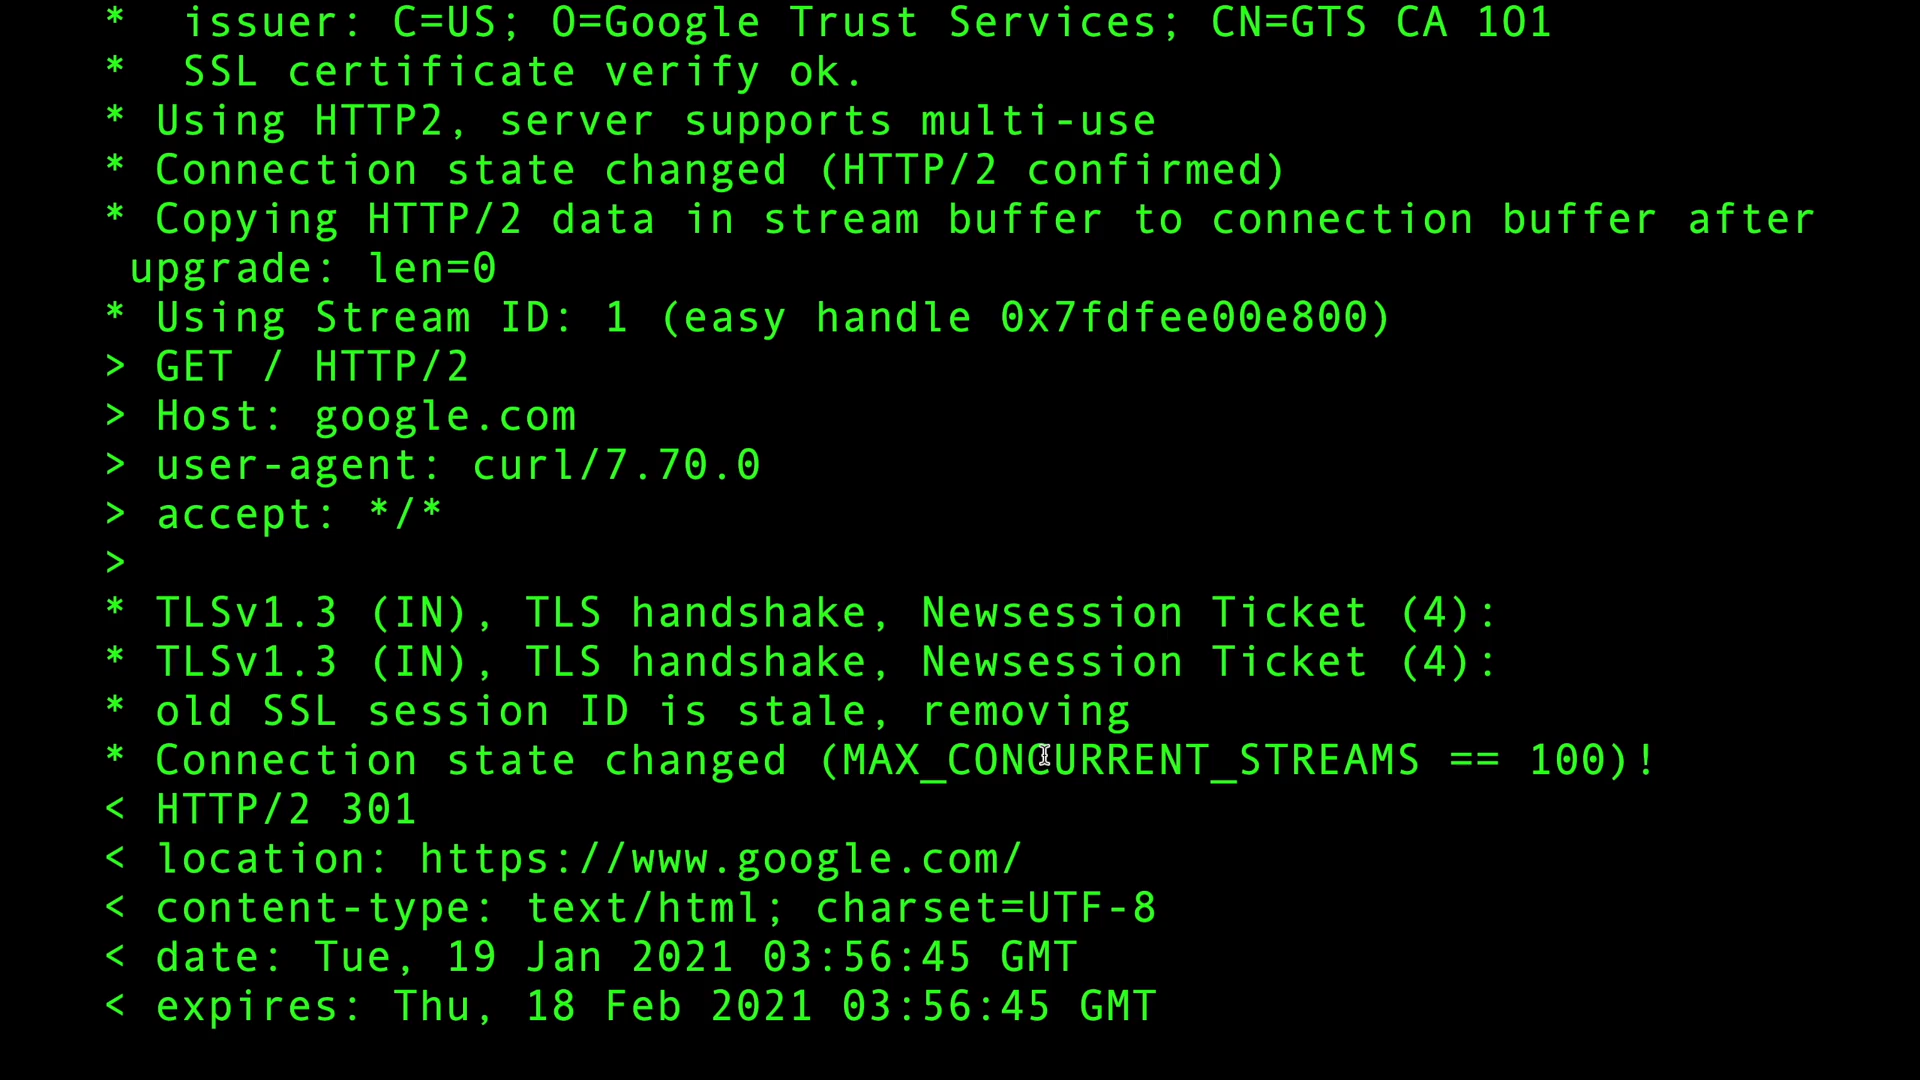 *  issuer: C=US; O=Google Trust Services; CN=GTS CA 1O1
*  SSL certificate verify ok.
* Using HTTP2, server supports multi-use
* Connection state changed (HTTP/2 confirmed)
* Copying HTTP/2 data in stream buffer to connection buffer after
upgrade: len=0
* Using Stream ID: 1 (easy handle 0x7fdfee00e800)
> GET / HTTP/2
> Host: google.com
> user-agent: curl/7.70.0
> accept: */*
>
* TLSv1.3 (IN), TLS handshake, Newsession Ticket (4):
* TLSv1.3 (IN), TLS handshake, Newsession Ticket (4):
* old SSL session ID is stale, removing
* Connection state changed (MAX_CONCURRENT_STREAMS == 100)!
< HTTP/2 301
< location: https://www.google.com/
< content-type: text/html; charset=UTF-8
< date: Tue, 19 Jan 2021 03:56:45 GMT
< expires: Thu, 18 Feb 2021 03:56:45 GMT